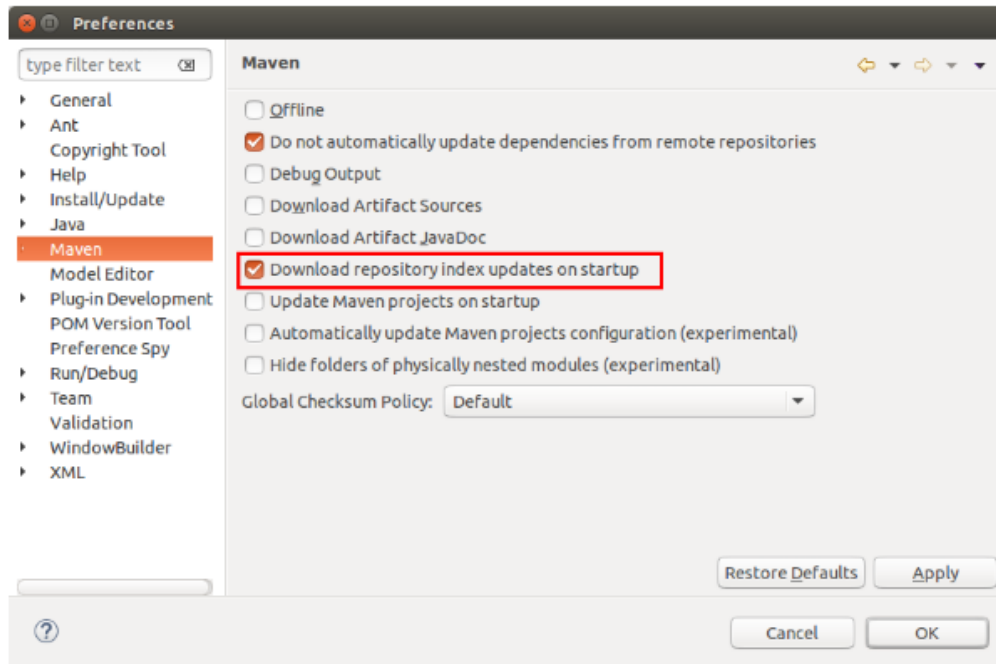 Preferences
type filter text
General
Ant
Copyright Tool
Help
Install/Update
Java
Maven
Model Editor
Plug-in Development
POM Version Tool
Preference Spy
Run/Debug
Team
Validation
WindowBuilder
XML
Maven
Offline
Do not automatically update dependencies from remote repositories
Debug Output
Download Artifact Sources
Download Artifact JavaDoc
Download repository index updates on startup
Update Maven projects on startup
Automatically update Maven projects configuration (experimental)
Hide folders of physically nested modules (experimental)
Global Checksum Policy: Default
Restore Defaults Apply
Cancel OK